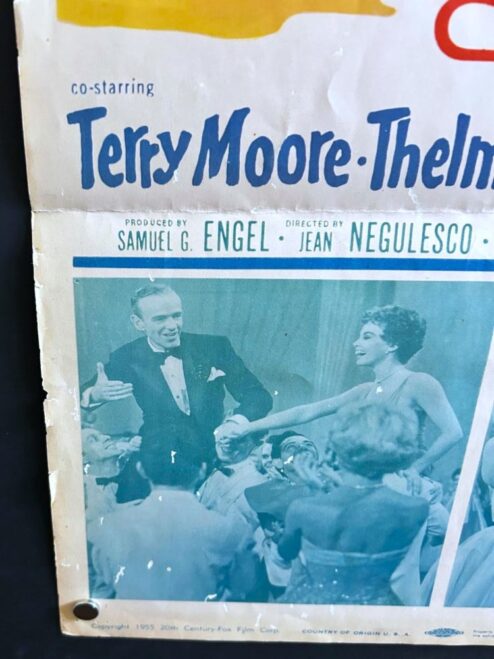 co-starring
Terry Moore · Thelm
PRODUCED BY
SAMUEL G. ENGEL ·
DIRECTED BY
JEAN NEGULESCO ·
Copyright 1955 20th Century-Fox Film Corp.
COUNTRY OF ORIGIN U.S.A.